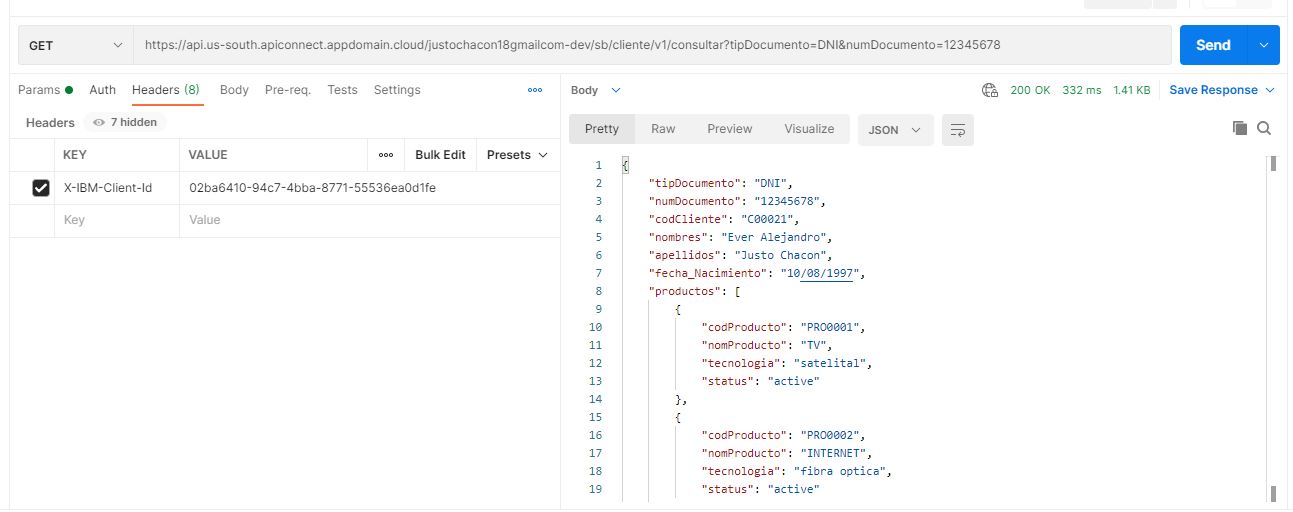 GET
https://api.us-south.apiconnect.appdomain.cloud/justochacon18gmailcom-dev/sb/cliente/v1/consultar?tipDocumento=DNI&numDocumento=12345678
Send
Params
Auth
Headers (8)
Body
Pre-req.
Tests
Settings
Headers
7 hidden
KEY
VALUE
Bulk Edit
Presets
X-IBM-Client-Id
02ba6410-94c7-4bba-8771-55536ea0d1fe
Key
Value
Body
200 OK
332 ms
1.41 KB
Save Response
Pretty
Raw
Preview
Visualize
JSON
1 {
2 "tipDocumento": "DNI",
3 "numDocumento": "12345678",
4 "codCliente": "C00021",
5 "nombres": "Ever Alejandro",
6 "apellidos": "Justo Chacon",
7 "fecha_Nacimiento": "10/08/1997",
8 "productos": [
9 {
10 "codProducto": "PRO0001",
11 "nomProducto": "TV",
12 "tecnologia": "satelital",
13 "status": "active"
14 },
15 {
16 "codProducto": "PRO0002",
17 "nomProducto": "INTERNET",
18 "tecnologia": "fibra optica",
19 "status": "active"